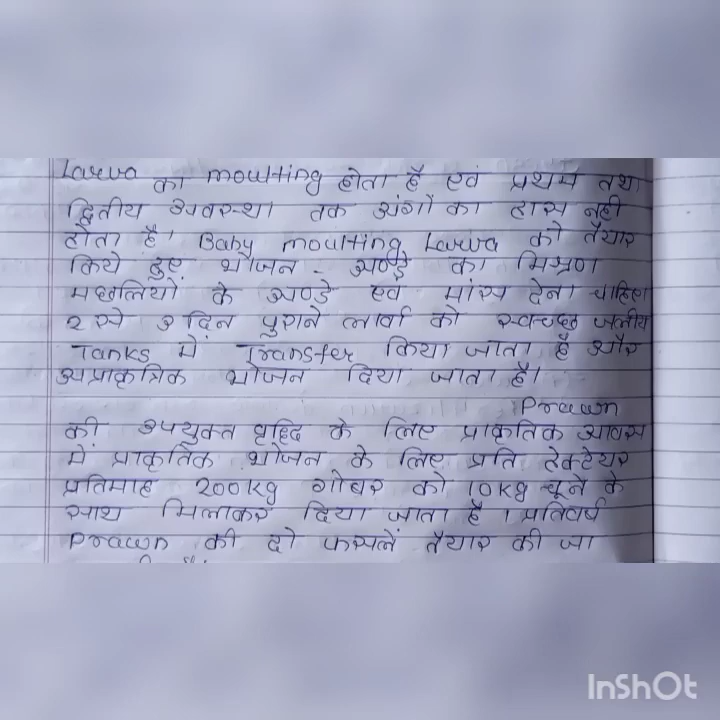 Larva का moulting होता है एवं प्रथम तथा
द्वितीय अवस्था तक अंगों का हास नही
होता है। Baby moulting Larva को तैयार
किये हुए भोजन - अण्डे का मिश्रण
मछलियों के अण्डे एवं मांस देना चाहिए
2 से 3 दिन पुराने लार्वा को स्वच्छ जलीय
Tanks में Transfer किया जाता है और
अप्राकृत्रिक भोजन दिया जाता है।
Prawn
की उपयुक्त वृद्दि के लिए प्राकृतिक आवास
में प्राकृतिक भोजन के लिए प्रति हेक्टेयर
प्रतिमाह 200kg गोबर को 10kg चूने के
साथ मिलाकर दिया जाता है। प्रतिवर्ष
Prawn की दो फसलें तैयार की जा
InShOt